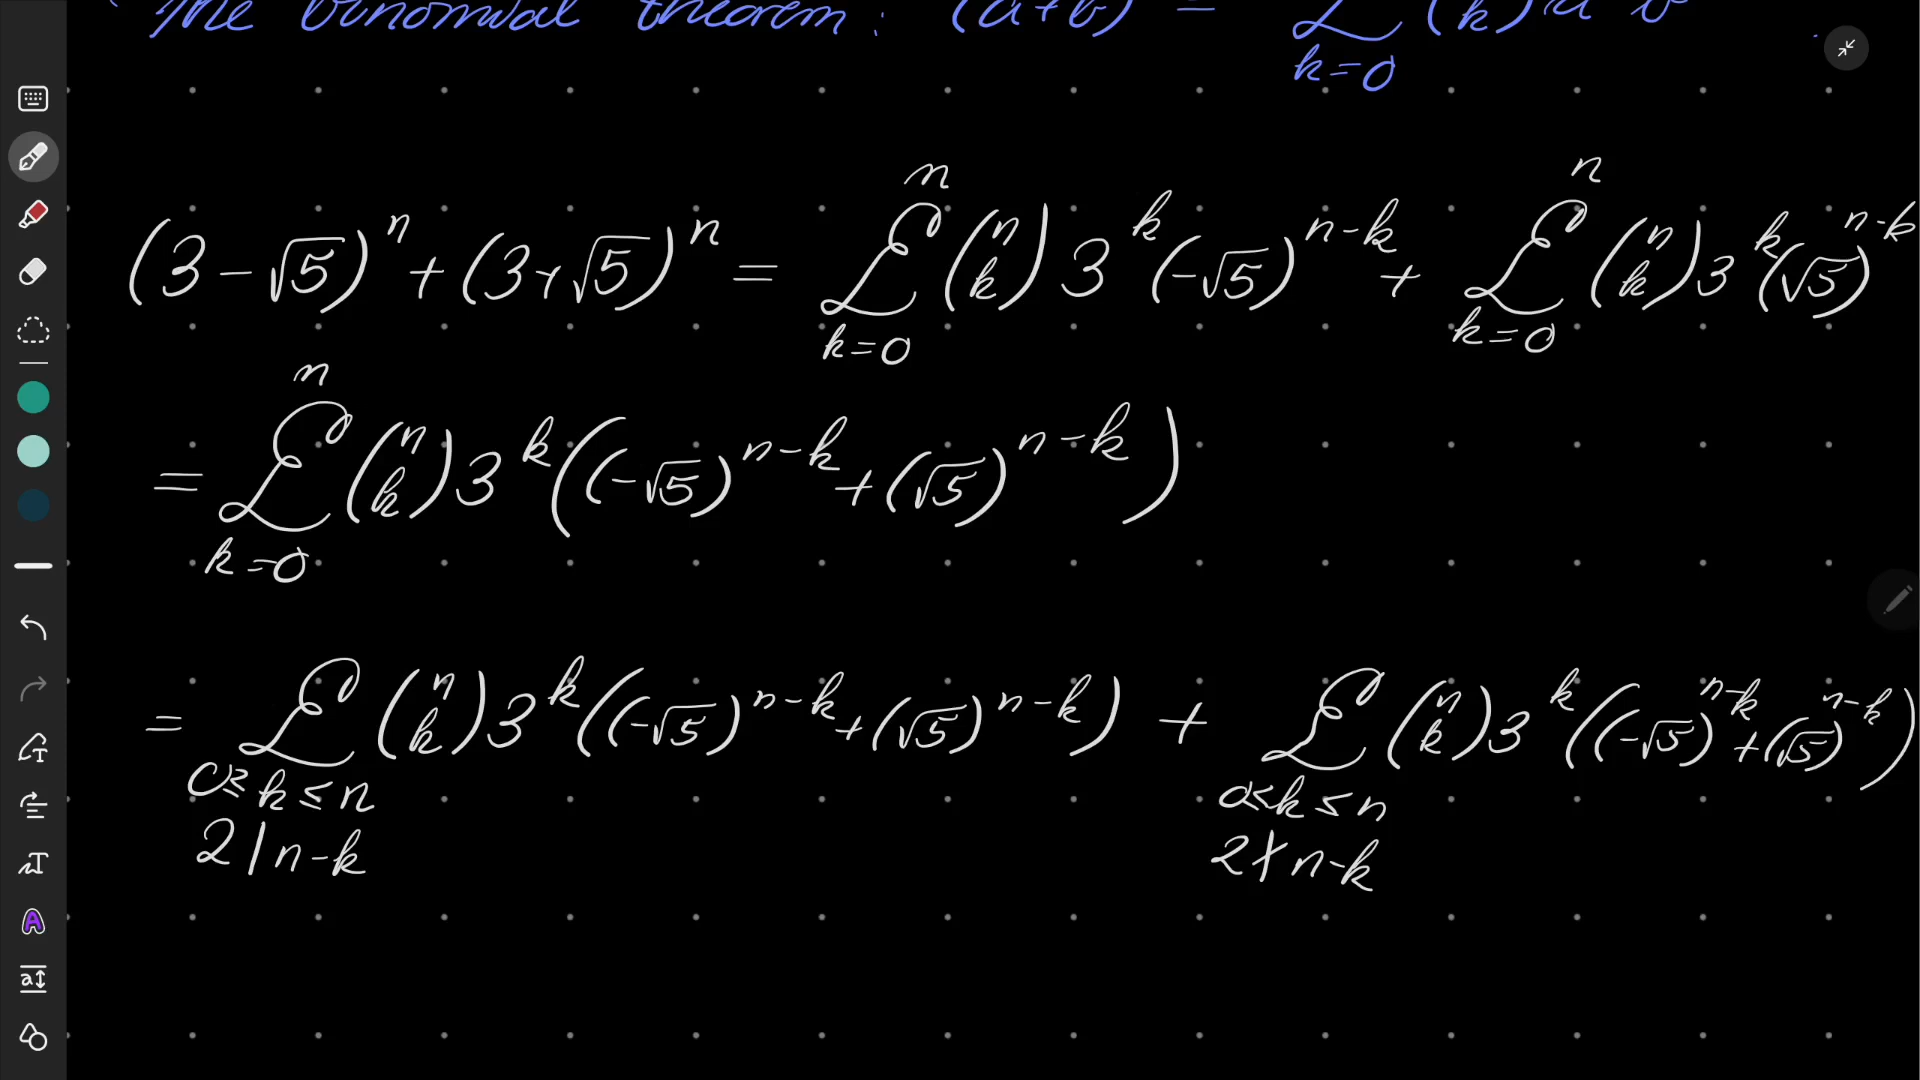 The binomial theorem: (a+b) = Σ_{k=0} (k) a b
(3-√5)^n + (3+√5)^n = Σ_{k=0}^{n} (n k) 3^k (-√5)^{n-k} + Σ_{k=0}^{n} (n k) 3^k (√5)^{n-k}
= Σ_{k=0}^{n} (n k) 3^k ((-√5)^{n-k} + (√5)^{n-k})
= Σ_{0≤k≤n, 2|n-k} (n k) 3^k ((-√5)^{n-k} + (√5)^{n-k}) + Σ_{0≤k≤n, 2∤n-k} (n k) 3^k ((-√5)^{n-k} + (√5)^{n-k})